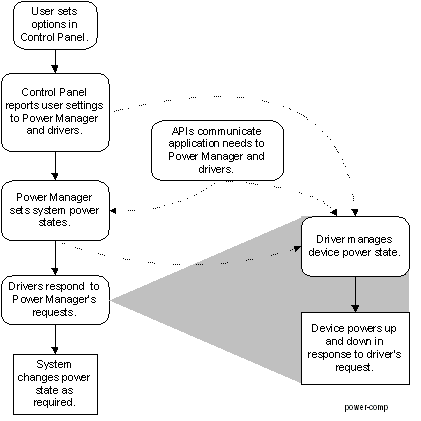 User sets
options in
Control Panel.
Control Panel
reports user settings
to Power Manager
and drivers.
APIs communicate
application needs to
Power Manager and
drivers.
Power Manager
sets system power
states.
Driver manages
device power state.
Drivers respond to
Power Manager's
requests.
Device powers up
and down in
response to driver's
request.
System
changes power
state as
required.
power-comp